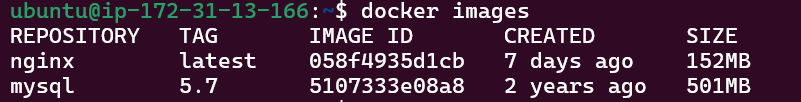 ubuntu@ip-172-31-13-166:~$ docker images
REPOSITORY TAG IMAGE ID CREATED SIZE
nginx latest 058f4935d1cb 7 days ago 152MB
mysql 5.7 5107333e08a8 2 years ago 501MB